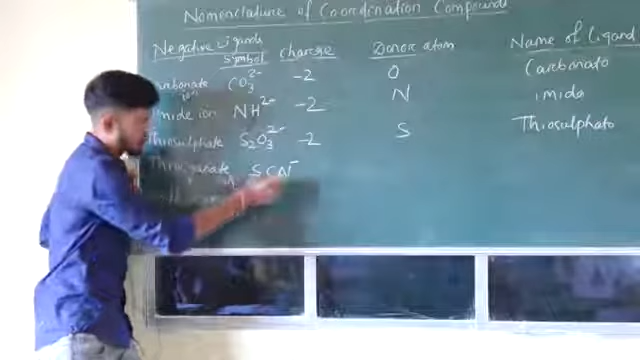 Nomenclature of Coordination Compounds
Negative Ligands Symbol charge Donor atom Name of Ligand
Carbonate ion CO₃²⁻ -2 O Carbonato
imide ion NH²⁻ -2 N imido
Thiosulphate S₂O₃²⁻ -2 S Thiosulphato
Thiocyanate SCN⁻